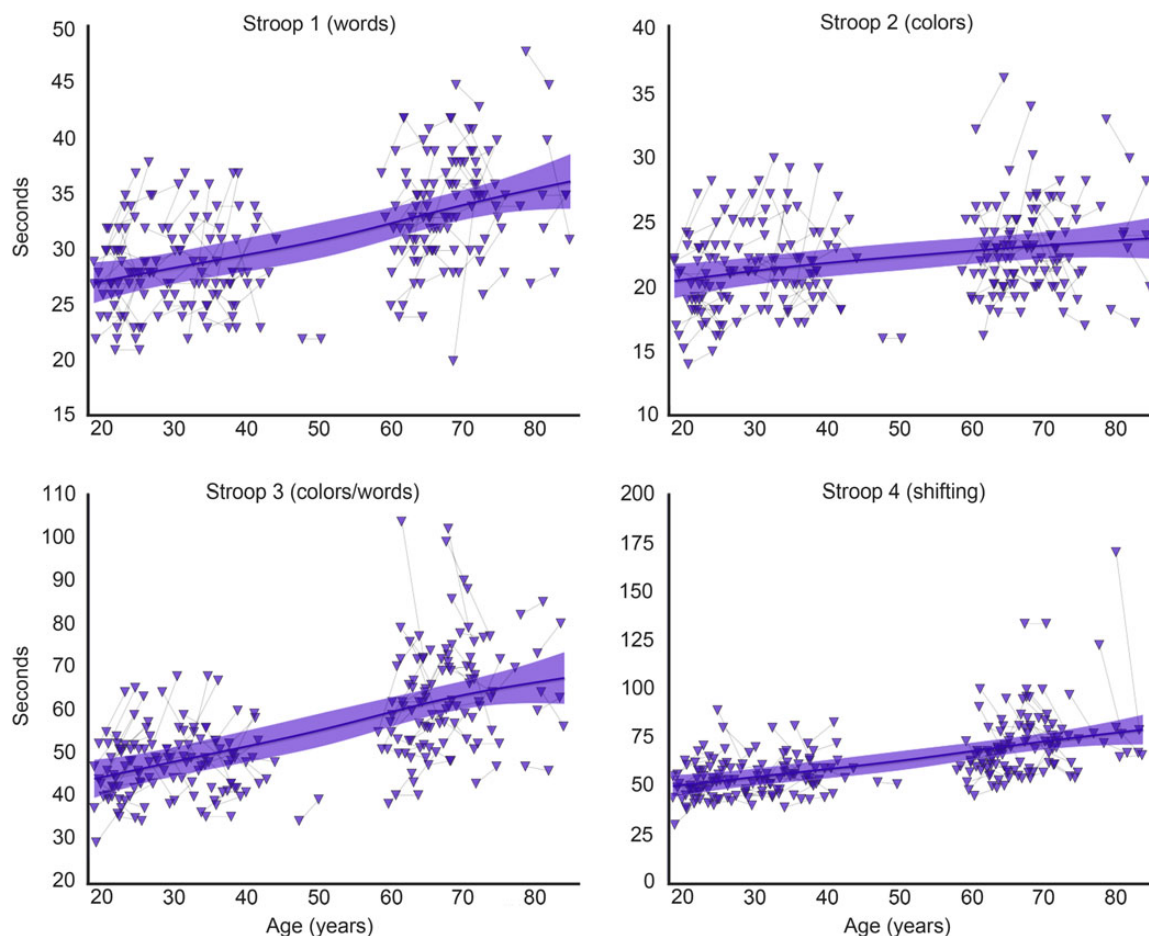 Stroop 1 (words)
50
45
40
35
30
25
20
15
Seconds
20 30 40 50 60 70 80
Stroop 2 (colors)
40
35
30
25
20
15
10
20 30 40 50 60 70 80
Stroop 3 (colors/words)
110
100
90
80
70
60
50
40
30
20
Seconds
20 30 40 50 60 70 80
Age (years)
Stroop 4 (shifting)
200
175
150
125
100
75
50
25
0
20 30 40 50 60 70 80
Age (years)